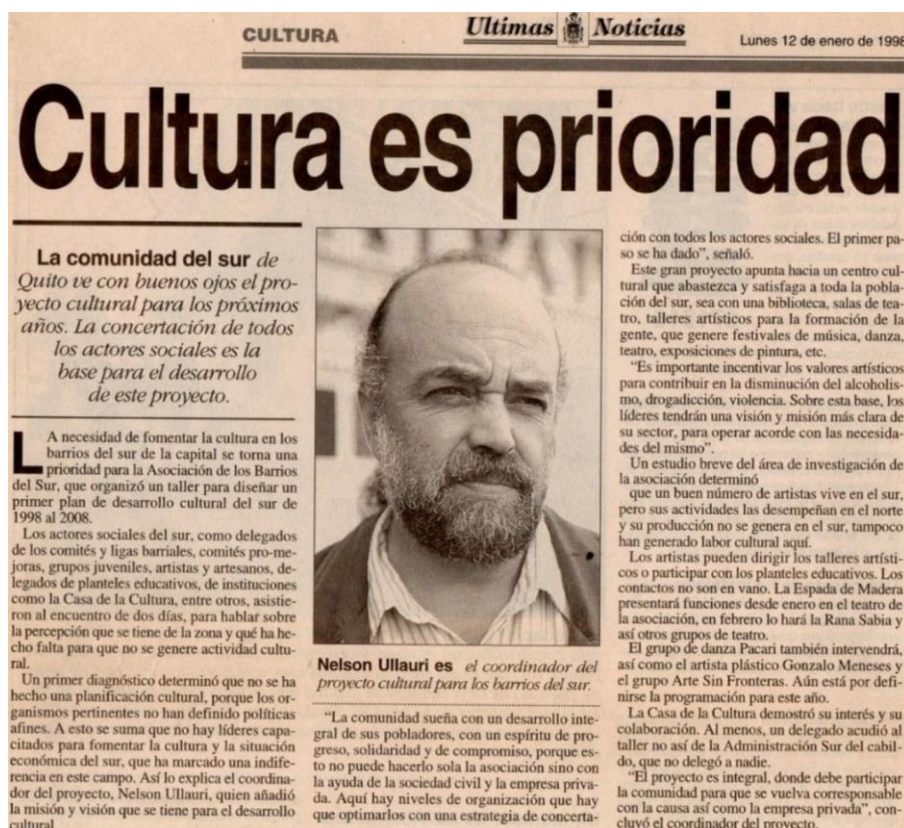 CULTURA
Ultimas Noticias
Lunes 12 de enero de 1998
Cultura es prioridad
La comunidad del sur de
Quito ve con buenos ojos el pro-
yecto cultural para los próximos
años. La concertación de todos
los actores sociales es la
base para el desarrollo
de este proyecto.
LA necesidad de fomentar la cultura en los
barrios del sur de la capital se torna una
prioridad para la Asociación de los Barrios
del Sur, que organizó un taller para diseñar un
primer plan de desarrollo cultural del sur de
1998 al 2008.
Los actores sociales del sur, como delegados
de los comités y ligas barriales, comités pro-me-
joras, grupos juveniles, artistas y artesanos, de-
legados de planteles educativos, de instituciones
como la Casa de la Cultura, entre otros, asistie-
ron al encuentro de dos días, para hablar sobre
la percepción que se tiene de la zona y qué ha he-
cho falta para que no se genere actividad cultu-
ral.
Un primer diagnóstico determinó que no se ha
hecho una planificación cultural, porque los or-
ganismos pertinentes no han definido políticas
afines. A esto se suma que no hay líderes capa-
citados para fomentar la cultura y la situación
económica del sur, que ha marcado una indife-
rencia en este campo. Así lo explica el coordina-
dor del proyecto, Nelson Ullauri, quien añadió
la misión y visión que se tiene para el desarrollo
cultural.
Nelson Ullauri es el coordinador del
proyecto cultural para los barrios del sur.
"La comunidad sueña con un desarrollo inte-
gral de sus pobladores, con un espíritu de pro-
greso, solidaridad y de compromiso, porque es-
to no puede hacerlo sola la asociación sino con
la ayuda de la sociedad civil y la empresa priva-
da. Aquí hay niveles de organización que hay
que optimarlos con una estrategia de concerta-
ción con todos los actores sociales. El primer pa-
so se ha dado", señaló.
Este gran proyecto apunta hacia un centro cul-
tural que abastezca y satisfaga a toda la pobla-
ción del sur, sea con una biblioteca, salas de tea-
tro, talleres artísticos para la formación de la
gente, que genere festivales de música, danza,
teatro, exposiciones de pintura, etc.
"Es importante incentivar los valores artísticos
para contribuir en la disminución del alcoholis-
mo, drogadicción, violencia. Sobre esta base, los
líderes tendrán una visión y misión más clara de
su sector, para operar acorde con las necesida-
des del mismo".
Un estudio breve del área de investigación de
la asociación determinó
que un buen número de artistas vive en el sur,
pero sus actividades las desempeñan en el norte
y su producción no se genera en el sur, tampoco
han generado labor cultural aquí.
Los artistas pueden dirigir los talleres artísti-
cos o participar con los planteles educativos. Los
contactos no son en vano. La Espada de Madera
presentará funciones desde enero en el teatro de
la asociación, en febrero lo hará la Rana Sabia y
así otros grupos de teatro.
El grupo de danza Pacari también intervendrá,
así como el artista plástico Gonzalo Meneses y
el grupo Arte Sin Fronteras. Aún está por defi-
nirse la programación para este año.
La Casa de la Cultura demostró su interés y su
colaboración. Al menos, un delegado acudió al
taller no así de la Administración Sur del cabil-
do, que no delegó a nadie.
"El proyecto es integral, donde debe participar
la comunidad para que se vuelva corresponsable
con la causa así como la empresa privada", con-
cluyó el coordinador del proyecto.